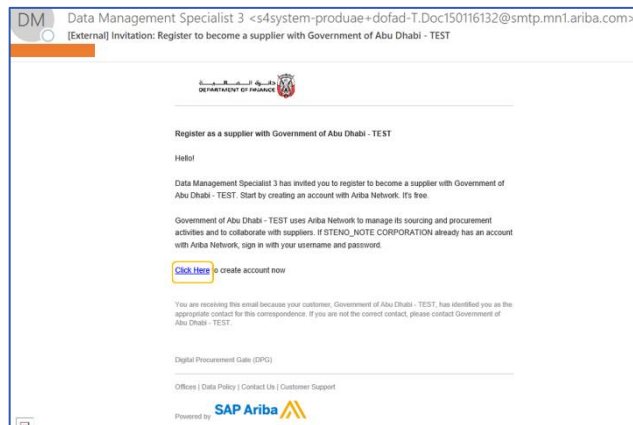 DM
Data Management Specialist 3 <s4system-produae+dofad-T.Doc150116132@smtp.mn1.ariba.com>
[External] Invitation: Register to become a supplier with Government of Abu Dhabi - TEST
دائــرة الـمــالـيــة
DEPARTMENT OF FINANCE
Register as a supplier with Government of Abu Dhabi - TEST
Hello!
Data Management Specialist 3 has invited you to register to become a supplier with Government of
Abu Dhabi - TEST. Start by creating an account with Ariba Network. It's free.
Government of Abu Dhabi - TEST uses Ariba Network to manage its sourcing and procurement
activities and to collaborate with suppliers. If STENO_NOTE CORPORATION already has an account
with Ariba Network, sign in with your username and password.
Click Here to create account now
You are receiving this email because your customer, Government of Abu Dhabi - TEST, has identified you as the
appropriate contact for this correspondence. If you are not the correct contact, please contact Government of
Abu Dhabi - TEST.
Digital Procurement Gate (DPG)
Offices | Data Policy | Contact Us | Customer Support
Powered by SAP Ariba